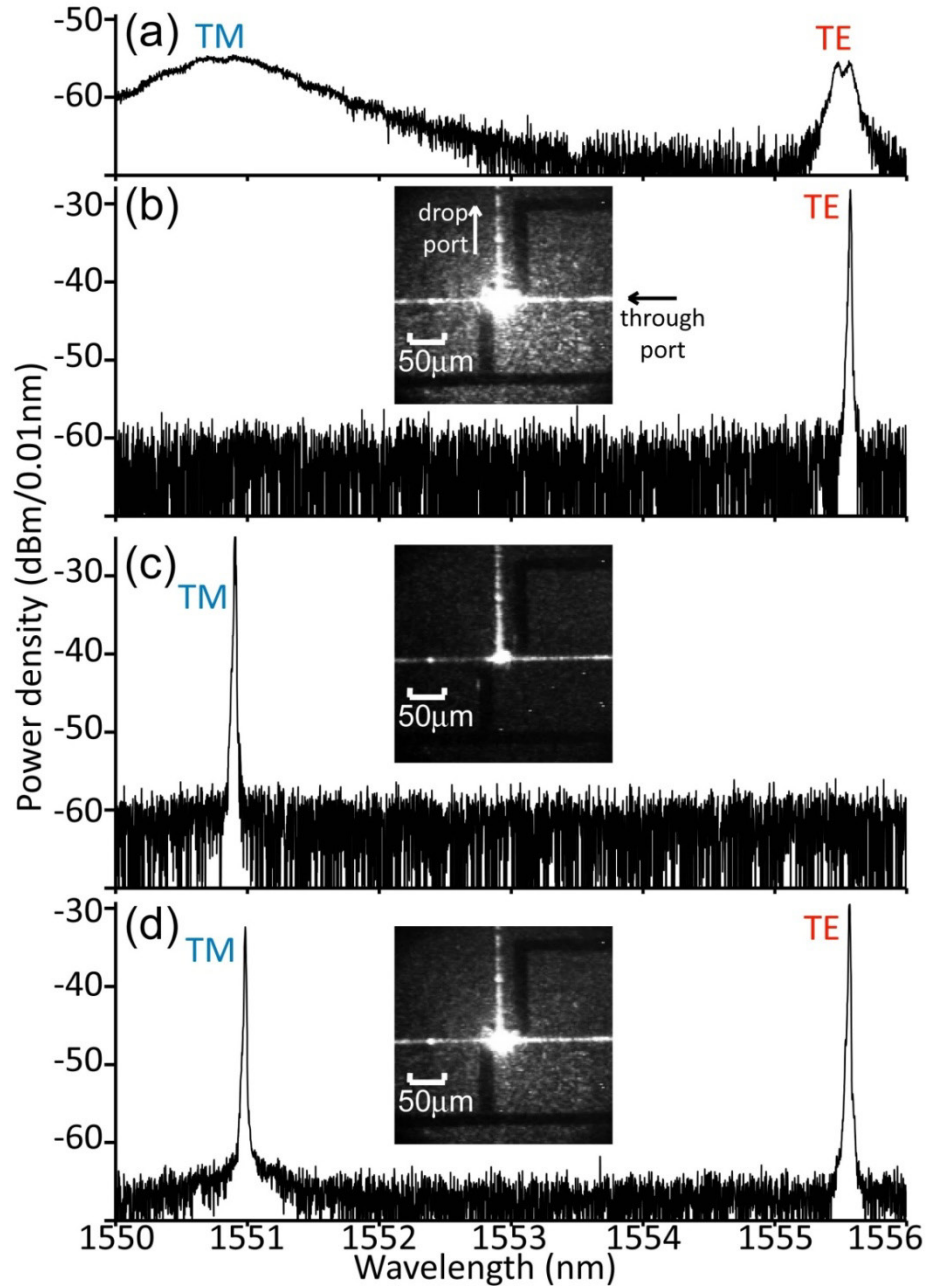 Power density (dBm/0.01nm)
(a)
TM
TE
-50
-60
(b)
TE
-30
-40
-50
-60
drop
port
through
port
50μm
(c)
TM
-30
-40
-50
-60
50μm
(d)
TM
TE
-30
-40
-50
-60
50μm
1550 1551 1552 1553 1554 1555 1556
Wavelength (nm)